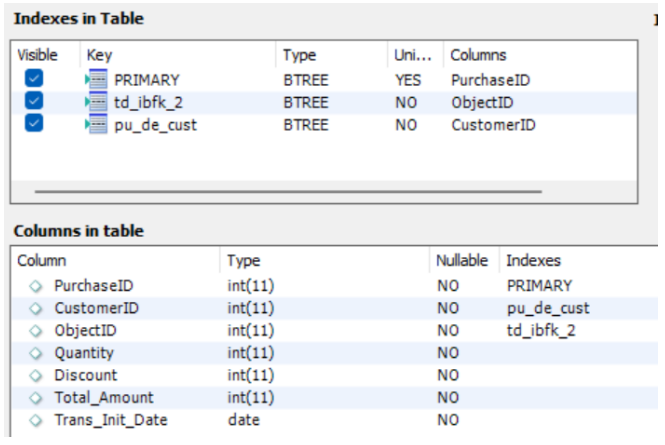 Indexes in Table
Visible Key Type Uni... Columns
PRIMARY BTREE YES PurchaseID
td_ibfk_2 BTREE NO ObjectID
pu_de_cust BTREE NO CustomerID
Columns in table
Column Type Nullable Indexes
PurchaseID int(11) NO PRIMARY
CustomerID int(11) NO pu_de_cust
ObjectID int(11) NO td_ibfk_2
Quantity int(11) NO
Discount int(11) NO
Total_Amount int(11) NO
Trans_Init_Date date NO